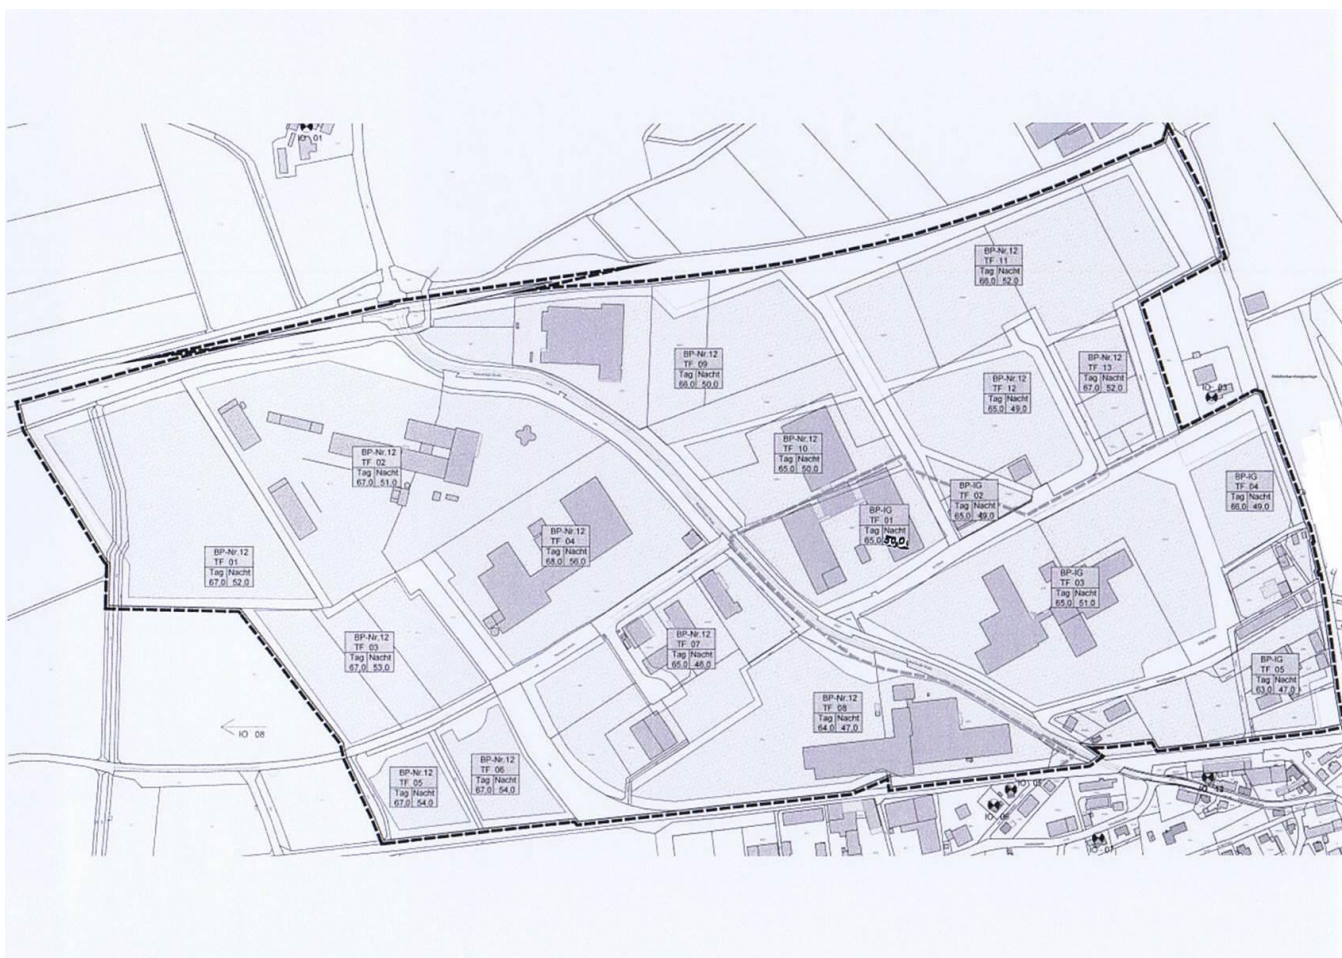 IO 01
BP-Nr.12
TF 11
Tag Nacht
66,0 52,0
BP-Nr.12
TF 09
Tag Nacht
66,0 50,0
BP-Nr.12
TF 13
Tag Nacht
67,0 52,0
BP-Nr.12
TF 12
Tag Nacht
65,0 49,0
IO 03
BP-Nr.12
TF 02
Tag Nacht
67,0 51,0
BP-Nr.12
TF 10
Tag Nacht
65,0 50,0
BP-IG
TF 02
Tag Nacht
65,0 49,0
BP-IG
TF 04
Tag Nacht
66,0 49,0
BP-IG
TF 01
Tag Nacht
65,0 50,0
BP-Nr.12
TF 04
Tag Nacht
68,0 56,0
BP-Nr.12
TF 01
Tag Nacht
67,0 52,0
BP-IG
TF 03
Tag Nacht
65,0 51,0
BP-Nr.12
TF 03
Tag Nacht
67,0 53,0
BP-Nr.12
TF 07
Tag Nacht
65,0 46,0
BP-IG
TF 05
Tag Nacht
63,0 47,0
BP-Nr.12
TF 08
Tag Nacht
64,0 47,0
IO 08
BP-Nr.12
TF 05
Tag Nacht
67,0 54,0
BP-Nr.12
TF 06
Tag Nacht
67,0 54,0